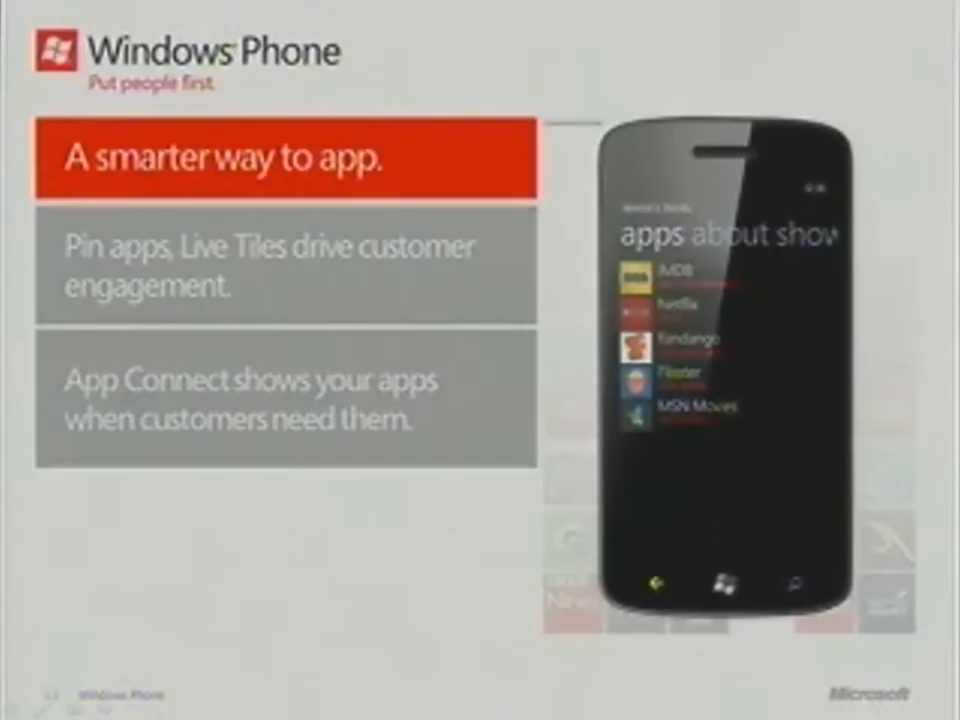 Windows Phone
Put people first.
A smarter way to app.
Pin apps, Live Tiles drive customer
engagement.
App Connect shows your apps
when customers need them.
apps about show
IMDB
Netflix
Fandango
Flixster
MSN Movies
Windows Phone
Microsoft